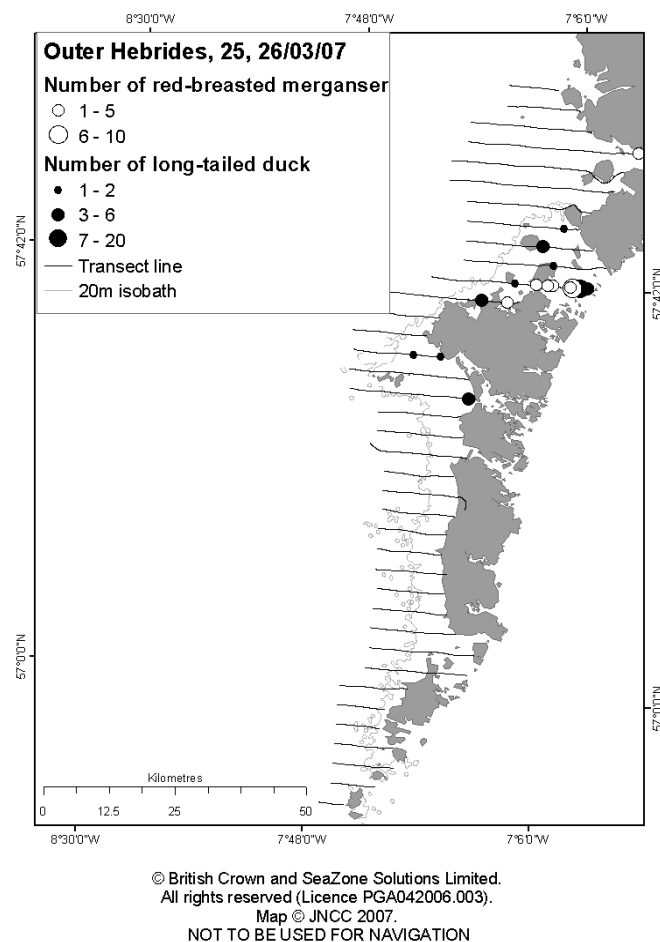 8°30'0"W 7°48'0"W 7°6'0"W
Outer Hebrides, 25, 26/03/07
Number of red-breasted merganser
1 - 5
6 - 10
Number of long-tailed duck
1 - 2
3 - 6
7 - 20
Transect line
20m isobath
57°42'0"N
57°42'0"N
57°0'0"N
57°0'0"N
Kilometres
0 12.5 25 50
8°30'0"W 7°48'0"W 7°6'0"W
© British Crown and SeaZone Solutions Limited.
All rights reserved (Licence PGA042006.003).
Map © JNCC 2007.
NOT TO BE USED FOR NAVIGATION